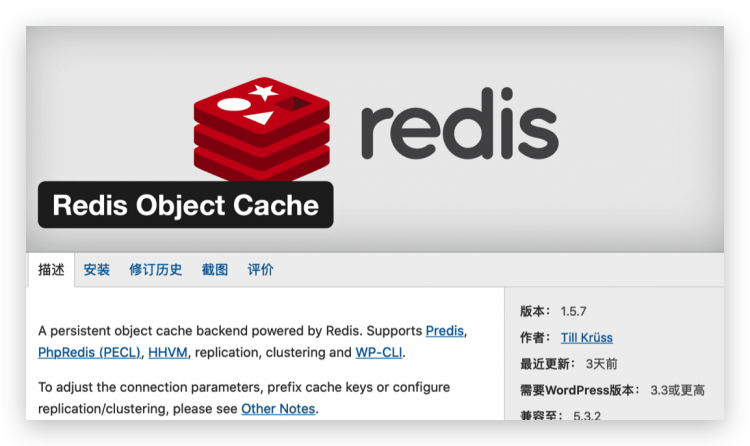 redis
Redis Object Cache
描述 安装 修订历史 截图 评价
A persistent object cache backend powered by Redis. Supports Predis,
PhpRedis (PECL), HHVM, replication, clustering and WP-CLI.
To adjust the connection parameters, prefix cache keys or configure
replication/clustering, please see Other Notes.
版本： 1.5.7
作者： Till Krüss
最近更新： 3天前
需要WordPress版本： 3.3或更高
兼容至： 5.3.2